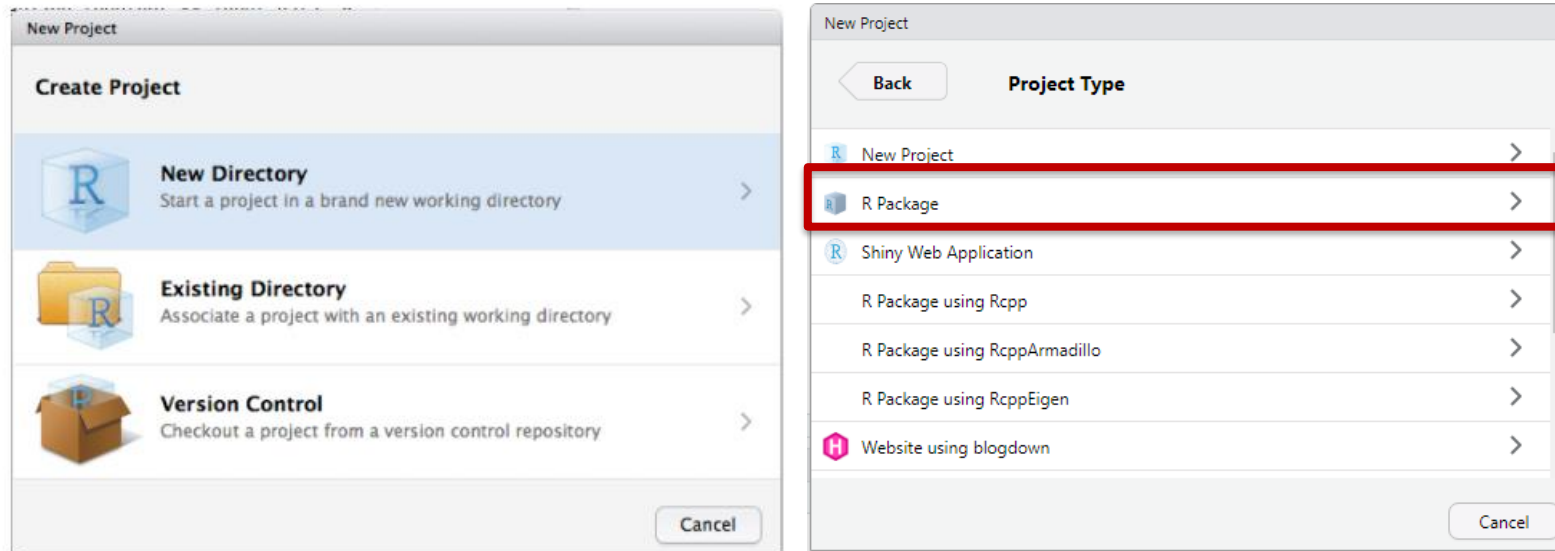 New Project
Create Project
R
New Directory
Start a project in a brand new working directory
R
Existing Directory
Associate a project with an existing working directory
R
Version Control
Checkout a project from a version control repository
Cancel
New Project
Back
Project Type
R
New Project
R
R Package
R
Shiny Web Application
R Package using Rcpp
R Package using RcppArmadillo
R Package using RcppEigen
H
Website using blogdown
Cancel